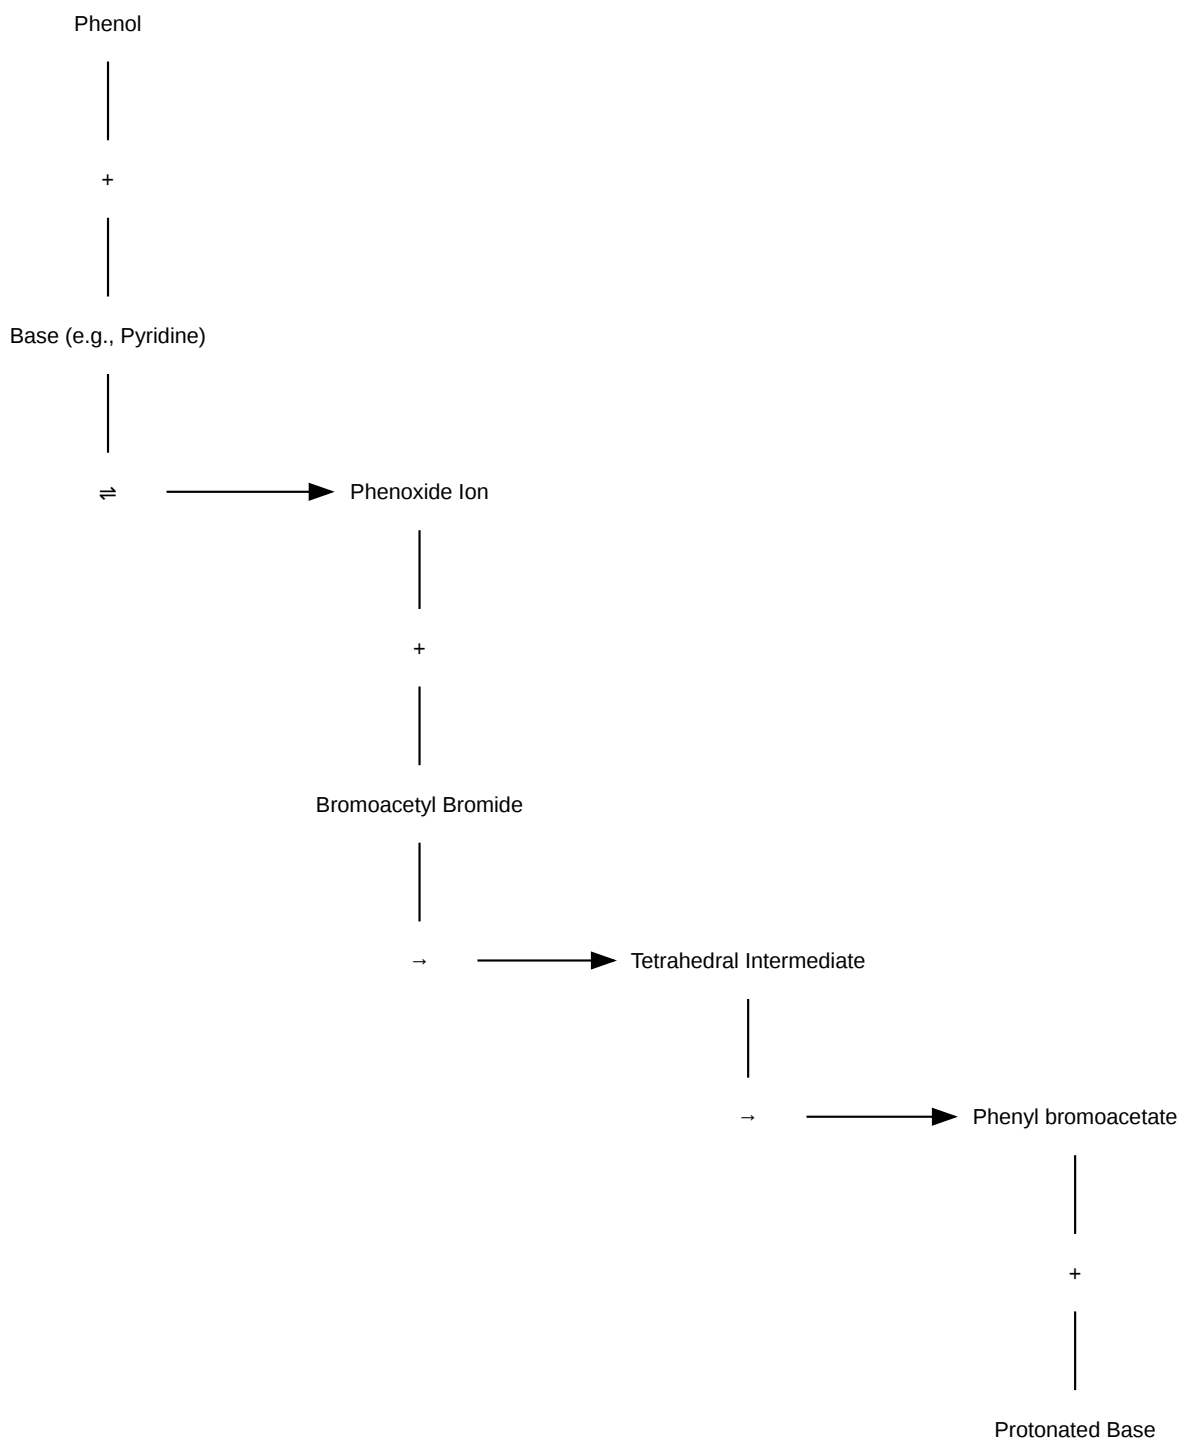 Phenol
+
Base (e.g., Pyridine)
⇌
Phenoxide Ion
+
Bromoacetyl Bromide
→
Tetrahedral Intermediate
→
Phenyl bromoacetate
+
Protonated Base